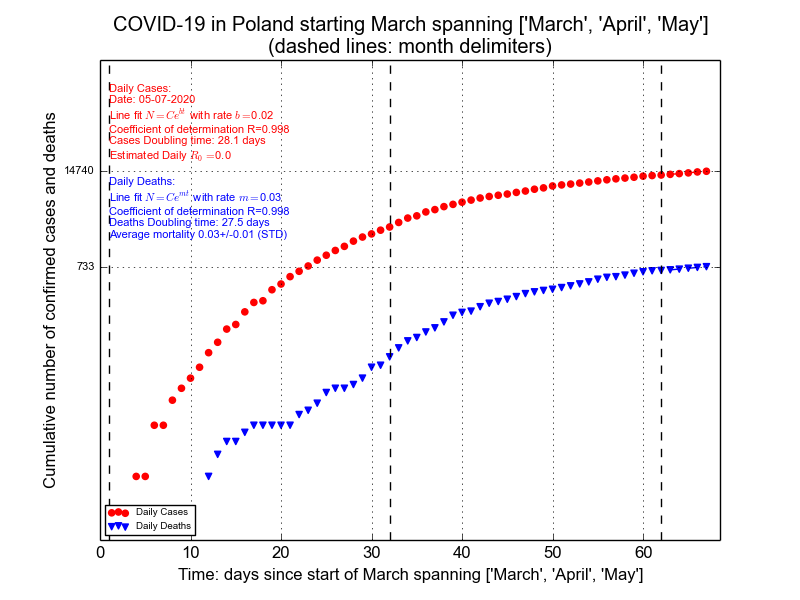 COVID-19 in Poland starting March spanning ['March', 'April', 'May']
(dashed lines: month delimiters)
Daily Cases:
Date: 05-07-2020
Line fit N = Ce^{bt} with rate b =0.02
Coefficient of determination R=0.998
Cases Doubling time: 28.1 days
Estimated Daily R_0 =0.0
Daily Deaths:
Line fit N = Ce^{mt} with rate m =0.03
Coefficient of determination R=0.998
Deaths Doubling time: 27.5 days
Average mortality 0.03+/-0.01 (STD)
14740
733
Cumulative number of confirmed cases and deaths
Daily Cases
Daily Deaths
0 10 20 30 40 50 60
Time: days since start of March spanning ['March', 'April', 'May']